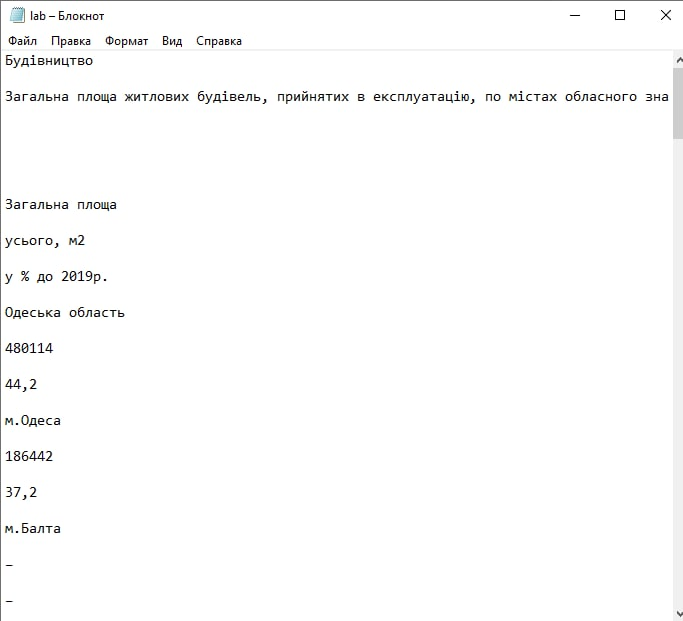 lab – Блокнот
Файл Правка Формат Вид Справка
Будівництво
Загальна площа житлових будівель, прийнятих в експлуатацію, по містах обласного зна
Загальна площа
усього, м2
у % до 2019р.
Одеська область
480114
44,2
м.Одеса
186442
37,2
м.Балта
–
–